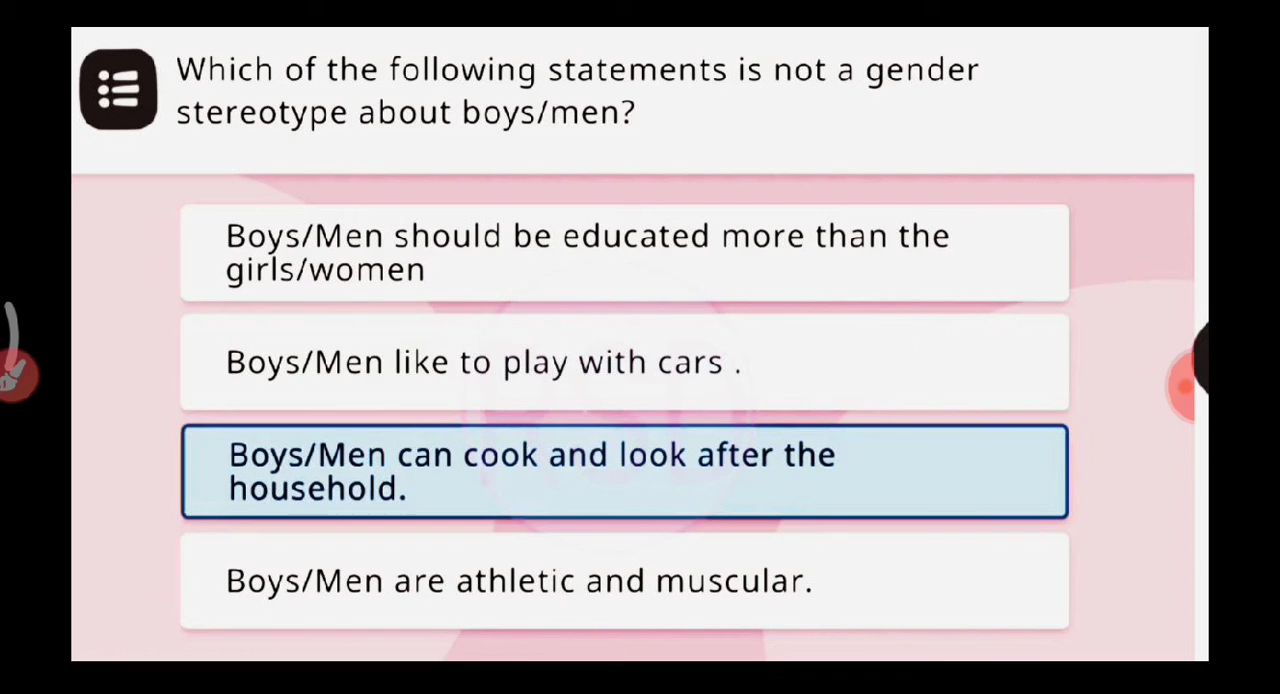 Which of the following statements is not a gender
stereotype about boys/men?
Boys/Men should be educated more than the
girls/women
Boys/Men like to play with cars .
Boys/Men can cook and look after the
household.
Boys/Men are athletic and muscular.